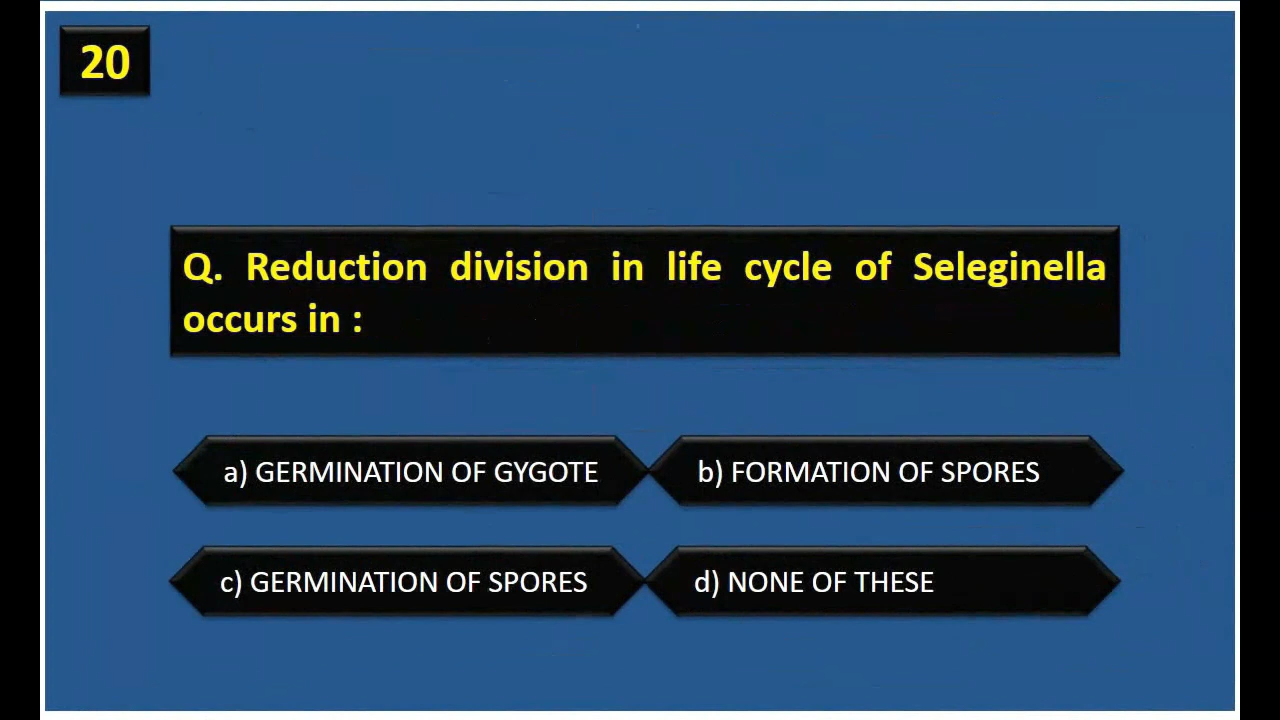 20
Q. Reduction division in life cycle of Seleginella
occurs in :
a) GERMINATION OF GYGOTE
b) FORMATION OF SPORES
c) GERMINATION OF SPORES
d) NONE OF THESE